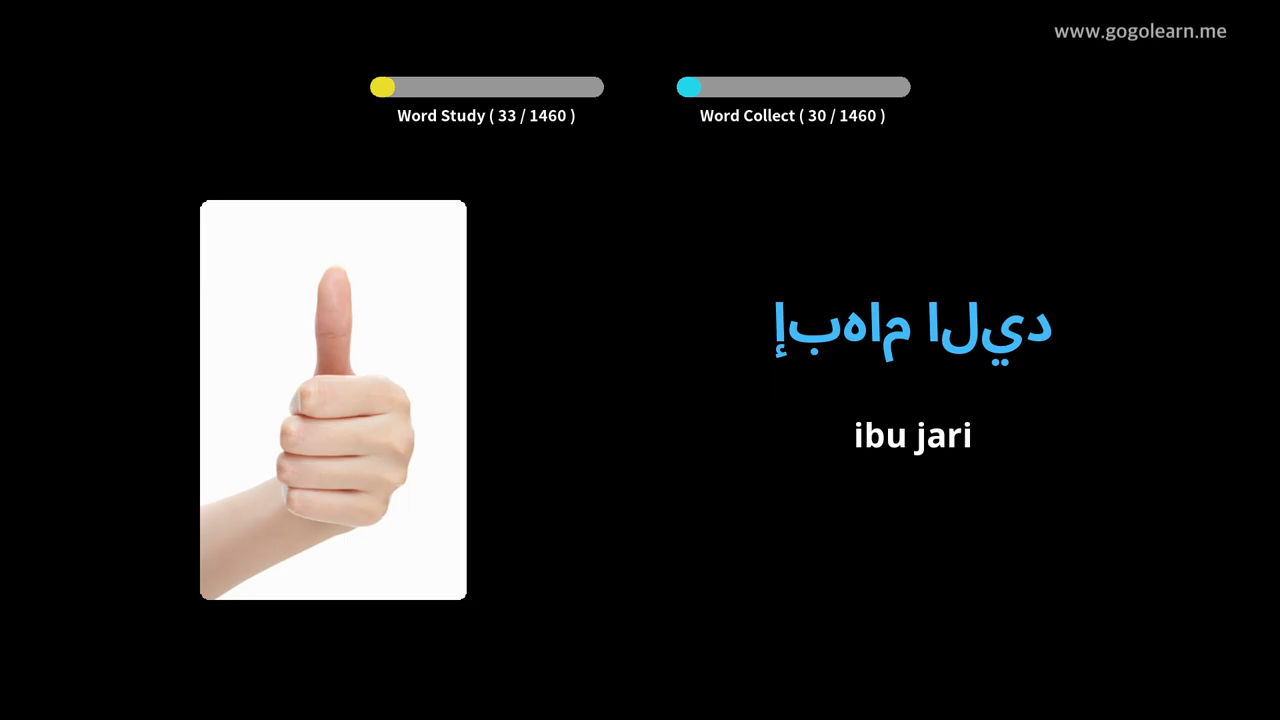 www.gogolearn.me
Word Study ( 33 / 1460 )
Word Collect ( 30 / 1460 )
إبهام اليد
ibu jari